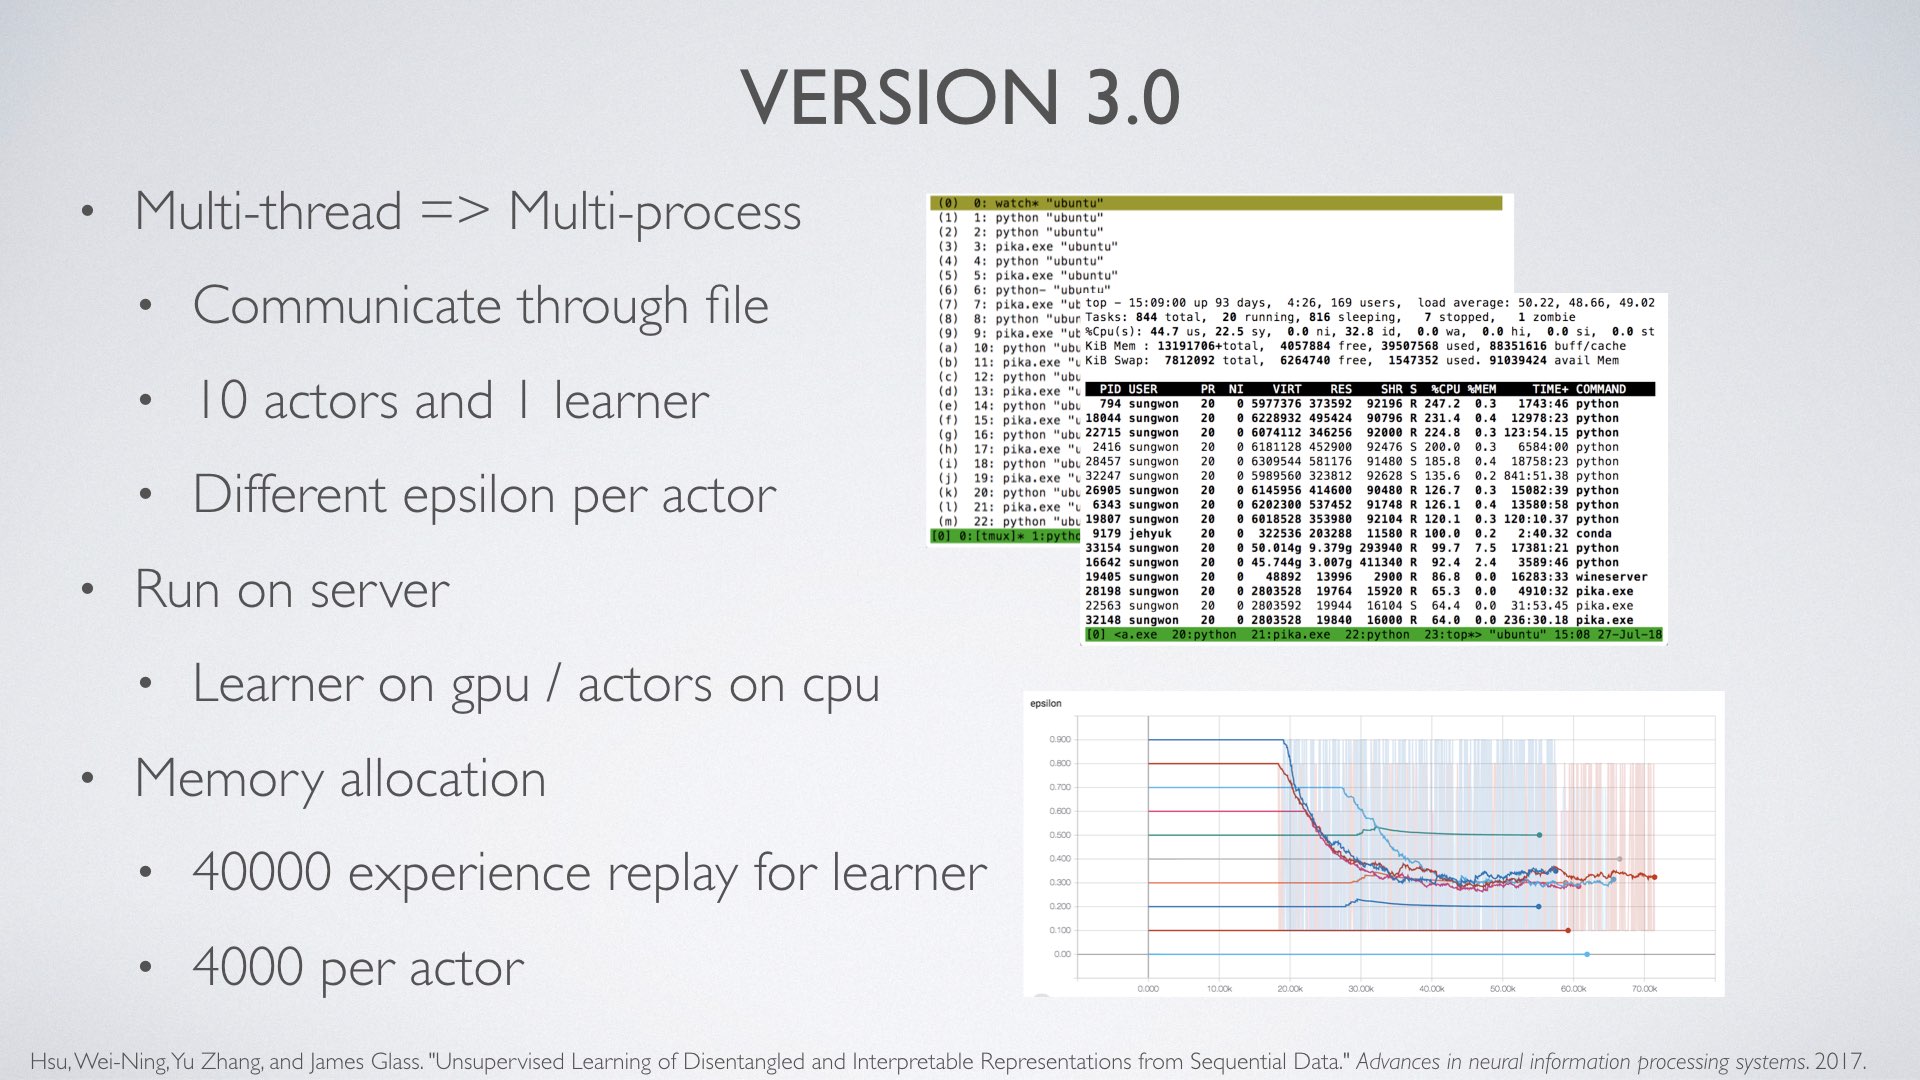 VERSION 3.0
• Multi-thread => Multi-process
• Communicate through file
• 10 actors and 1 learner
• Different epsilon per actor
• Run on server
• Learner on gpu / actors on cpu
• Memory allocation
• 40000 experience replay for learner
• 4000 per actor
(0) 0: watch* "ubuntu"
(1) 1: python "ubuntu"
(2) 2: python "ubuntu"
(3) 3: pika.exe "ubuntu"
(4) 4: python "ubuntu"
(5) 5: pika.exe "ubuntu"
(6) 6: python- "ubuntu"
(7) 7: pika.exe "ub
(8) 8: python "ubur
(9) 9: pika.exe "ub
(a) 10: python "ubu
(b) 11: pika.exe "u
(c) 12: python "ubu
(d) 13: pika.exe "u
(e) 14: python "ubu
(f) 15: pika.exe "u
(g) 16: python "ubu
(h) 17: pika.exe "u
(i) 18: python "ubu
(j) 19: pika.exe "u
(k) 20: python "ubu
(l) 21: pika.exe "u
(m) 22: python "ubu
[0] 0:[tmux]* 1:pytho
top - 15:09:00 up 93 days, 4:26, 169 users, load average: 50.22, 48.66, 49.02
Tasks: 844 total, 20 running, 816 sleeping, 7 stopped, 1 zombie
%Cpu(s): 44.7 us, 22.5 sy, 0.0 ni, 32.8 id, 0.0 wa, 0.0 hi, 0.0 si, 0.0 st
KiB Mem : 13191706+total, 4057884 free, 39507568 used, 88351616 buff/cache
KiB Swap: 7812092 total, 6264740 free, 1547352 used. 91039424 avail Mem
PID USER PR NI VIRT RES SHR S %CPU %MEM TIME+ COMMAND
794 sungwon 20 0 5977376 373592 92196 R 247.2 0.3 1743:46 python
18044 sungwon 20 0 6228932 495424 90796 R 231.4 0.4 12978:23 python
22715 sungwon 20 0 6074112 346256 92000 R 224.8 0.3 123:54.15 python
2416 sungwon 20 0 6181128 452900 92476 S 200.0 0.3 6584:00 python
28457 sungwon 20 0 6309544 581176 91480 S 185.8 0.4 18758:23 python
32247 sungwon 20 0 5989560 323812 92628 S 135.6 0.2 841:51.38 python
26905 sungwon 20 0 6145956 414600 90480 R 126.7 0.3 15082:39 python
6343 sungwon 20 0 6202300 537452 91748 R 126.1 0.4 13580:58 python
19807 sungwon 20 0 6018528 353980 92104 R 120.1 0.3 120:10.37 python
9179 jehyuk 20 0 322536 203288 11580 R 100.0 0.2 2:40.32 conda
33154 sungwon 20 0 50.014g 9.379g 293940 R 99.7 7.5 17381:21 python
16642 sungwon 20 0 45.744g 3.007g 411340 R 92.4 2.4 3589:46 python
19405 sungwon 20 0 48892 13996 2900 R 86.8 0.0 16283:33 wineserver
28198 sungwon 20 0 2803528 19764 15920 R 65.3 0.0 4910:32 pika.exe
22563 sungwon 20 0 2803592 19944 16104 S 64.4 0.0 31:53.45 pika.exe
32148 sungwon 20 0 2803528 19840 16000 R 64.0 0.0 236:30.18 pika.exe
[0] <a.exe 20:python 21:pika.exe 22:python 23:top*> "ubuntu" 15:08 27-Jul-18
epsilon
0.900
0.800
0.700
0.600
0.500
0.400
0.300
0.200
0.100
0.00
0.000 10.00k 20.00k 30.00k 40.00k 50.00k 60.00k 70.00k
Hsu, Wei-Ning, Yu Zhang, and James Glass. "Unsupervised Learning of Disentangled and Interpretable Representations from Sequential Data." Advances in neural information processing systems. 2017.